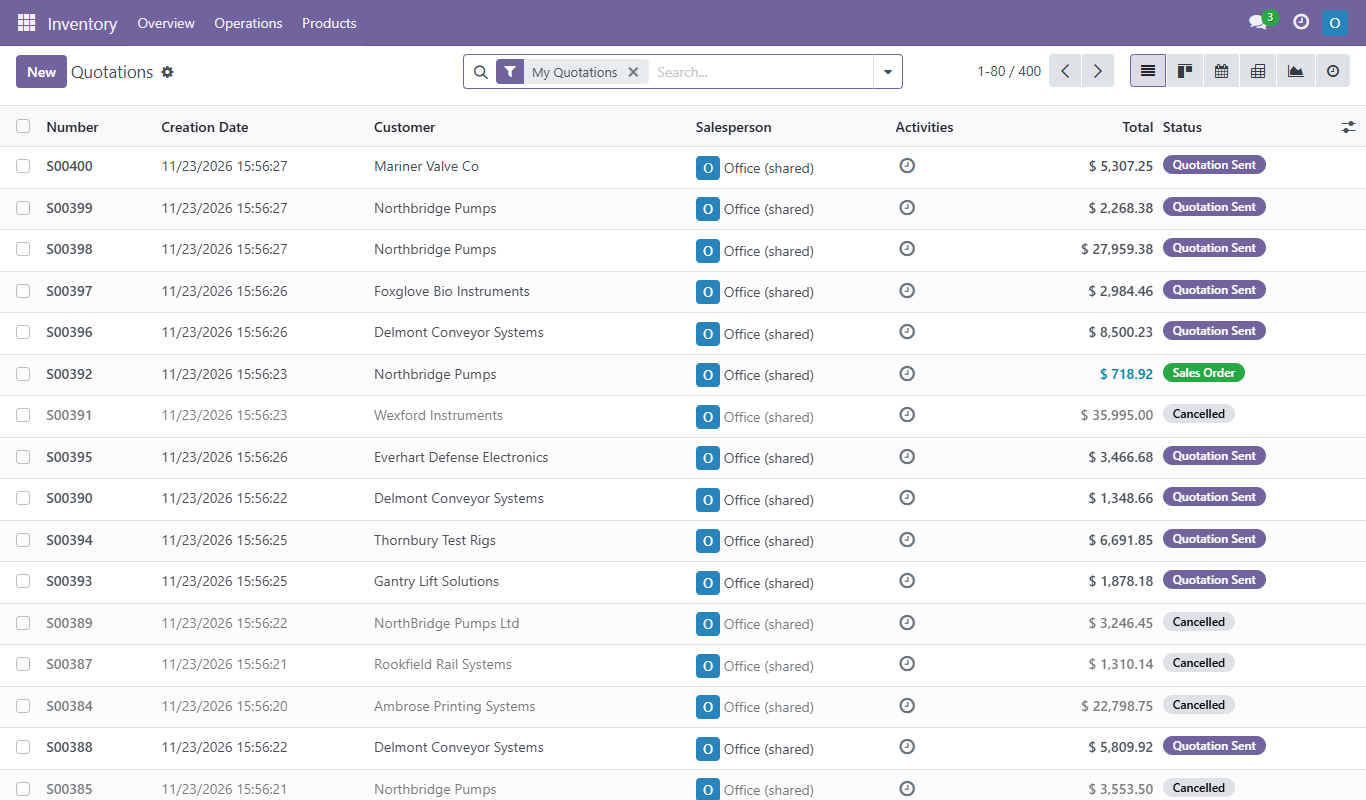 Inventory Overview Operations Products 3 O
New Quotations My Quotations Search... 1-80 / 400
Number Creation Date Customer Salesperson Activities Total Status
S00400 11/23/2026 15:56:27 Mariner Valve Co O Office (shared) $ 5,307.25 Quotation Sent
S00399 11/23/2026 15:56:27 Northbridge Pumps O Office (shared) $ 2,268.38 Quotation Sent
S00398 11/23/2026 15:56:27 Northbridge Pumps O Office (shared) $ 27,959.38 Quotation Sent
S00397 11/23/2026 15:56:26 Foxglove Bio Instruments O Office (shared) $ 2,984.46 Quotation Sent
S00396 11/23/2026 15:56:26 Delmont Conveyor Systems O Office (shared) $ 8,500.23 Quotation Sent
S00392 11/23/2026 15:56:23 Northbridge Pumps O Office (shared) $ 718.92 Sales Order
S00391 11/23/2026 15:56:23 Wexford Instruments O Office (shared) $ 35,995.00 Cancelled
S00395 11/23/2026 15:56:26 Everhart Defense Electronics O Office (shared) $ 3,466.68 Quotation Sent
S00390 11/23/2026 15:56:22 Delmont Conveyor Systems O Office (shared) $ 1,348.66 Quotation Sent
S00394 11/23/2026 15:56:25 Thornbury Test Rigs O Office (shared) $ 6,691.85 Quotation Sent
S00393 11/23/2026 15:56:25 Gantry Lift Solutions O Office (shared) $ 1,878.18 Quotation Sent
S00389 11/23/2026 15:56:22 NorthBridge Pumps Ltd O Office (shared) $ 3,246.45 Cancelled
S00387 11/23/2026 15:56:21 Rookfield Rail Systems O Office (shared) $ 1,310.14 Cancelled
S00384 11/23/2026 15:56:20 Ambrose Printing Systems O Office (shared) $ 22,798.75 Cancelled
S00388 11/23/2026 15:56:22 Delmont Conveyor Systems O Office (shared) $ 5,809.92 Quotation Sent
S00385 11/23/2026 15:56:21 Northbridge Pumps O Office (shared) $ 3,553.50 Cancelled